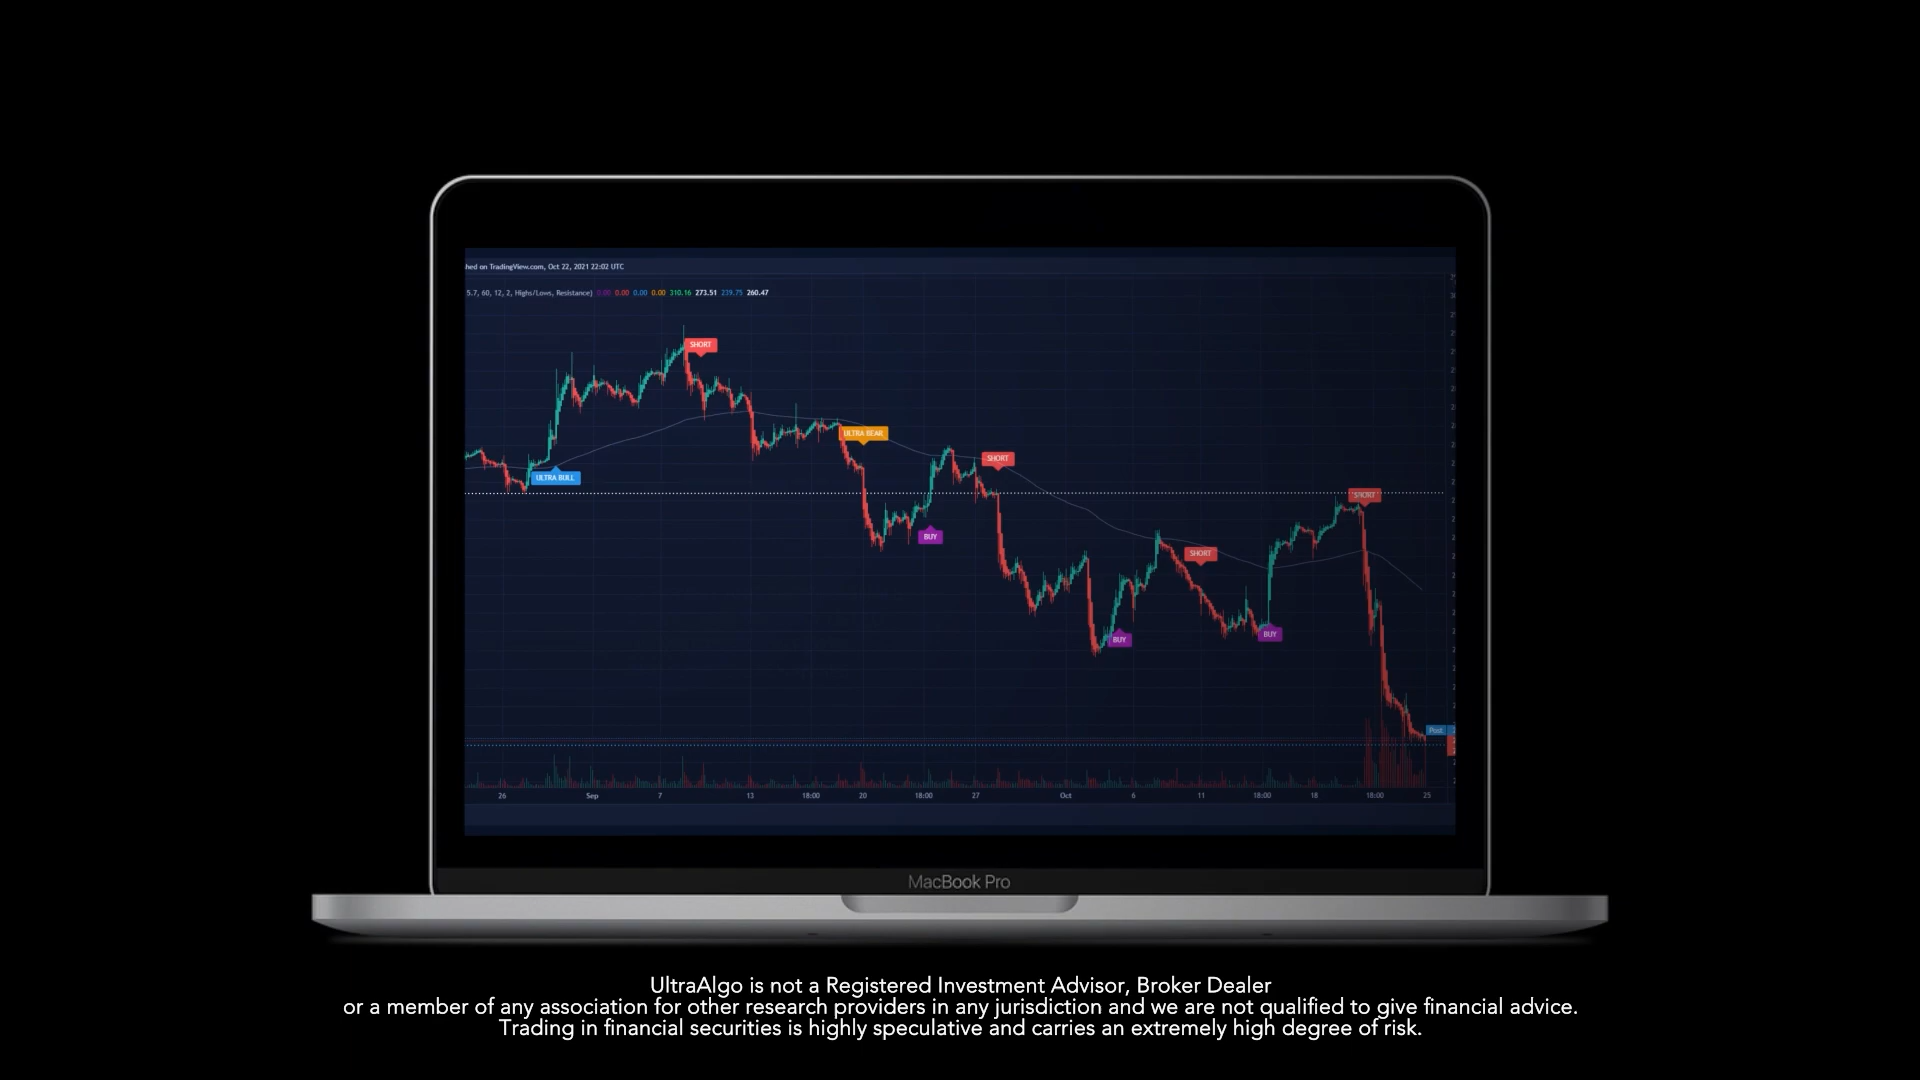 hed on TradingView.com, Oct 22, 2021 22:02 UTC
5.7, 60, 12, 2, Highs/Lows, Resistance) 0.00 0.00 0.00 0.00 310.16 273.51 239.75 260.47
SHORT
ULTRA BEAR
SHORT
ULTRA BULL
SHORT
BUY
SHORT
BUY
BUY
Post
26 Sep 7 13 18:00 20 18:00 27 Oct 6 11 18:00 18 18:00 25
MacBook Pro
UltraAlgo is not a Registered Investment Advisor, Broker Dealer
or a member of any association for other research providers in any jurisdiction and we are not qualified to give financial advice.
Trading in financial securities is highly speculative and carries an extremely high degree of risk.